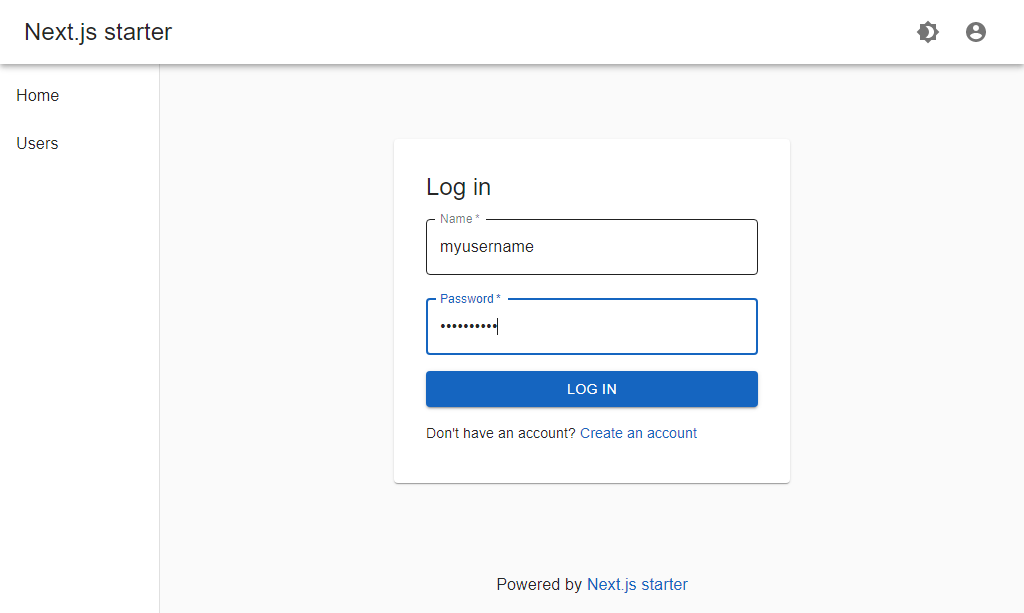 Next.js starter
Home
Users
Log in
Name *
myusername
Password *
••••••••••
LOG IN
Don't have an account? Create an account
Powered by Next.js starter